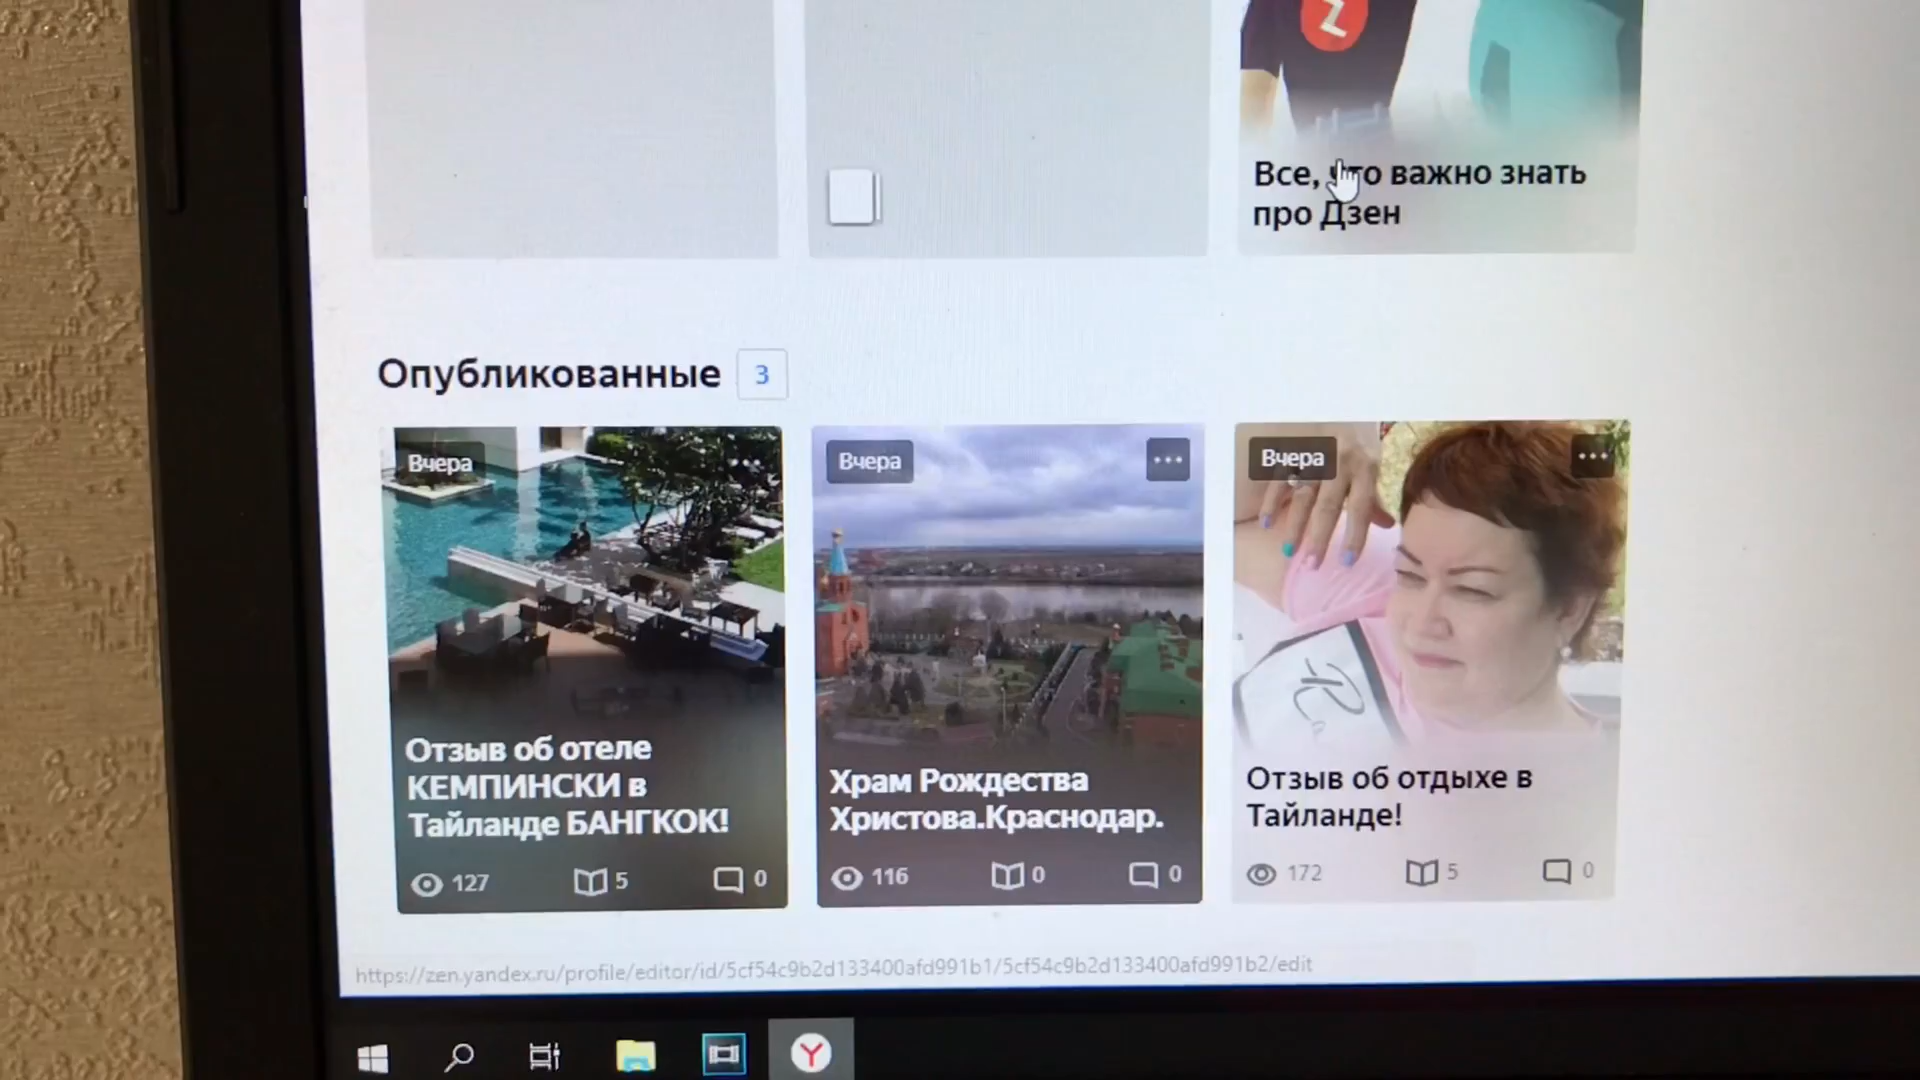 Z
Все, что важно знать
про Дзен
Опубликованные 3
Вчера
Отзыв об отеле
КЕМПИНСКИ в
Тайланде БАНГКОК!
127 5 0
Вчера
Храм Рождества
Христова.Краснодар.
116 0 0
Вчера
Отзыв об отдыхе в
Тайланде!
172 5 0
https://zen.yandex.ru/profile/editor/id/5cf54c9b2d133400afd991b1/5cf54c9b2d133400afd991b2/edit
Y